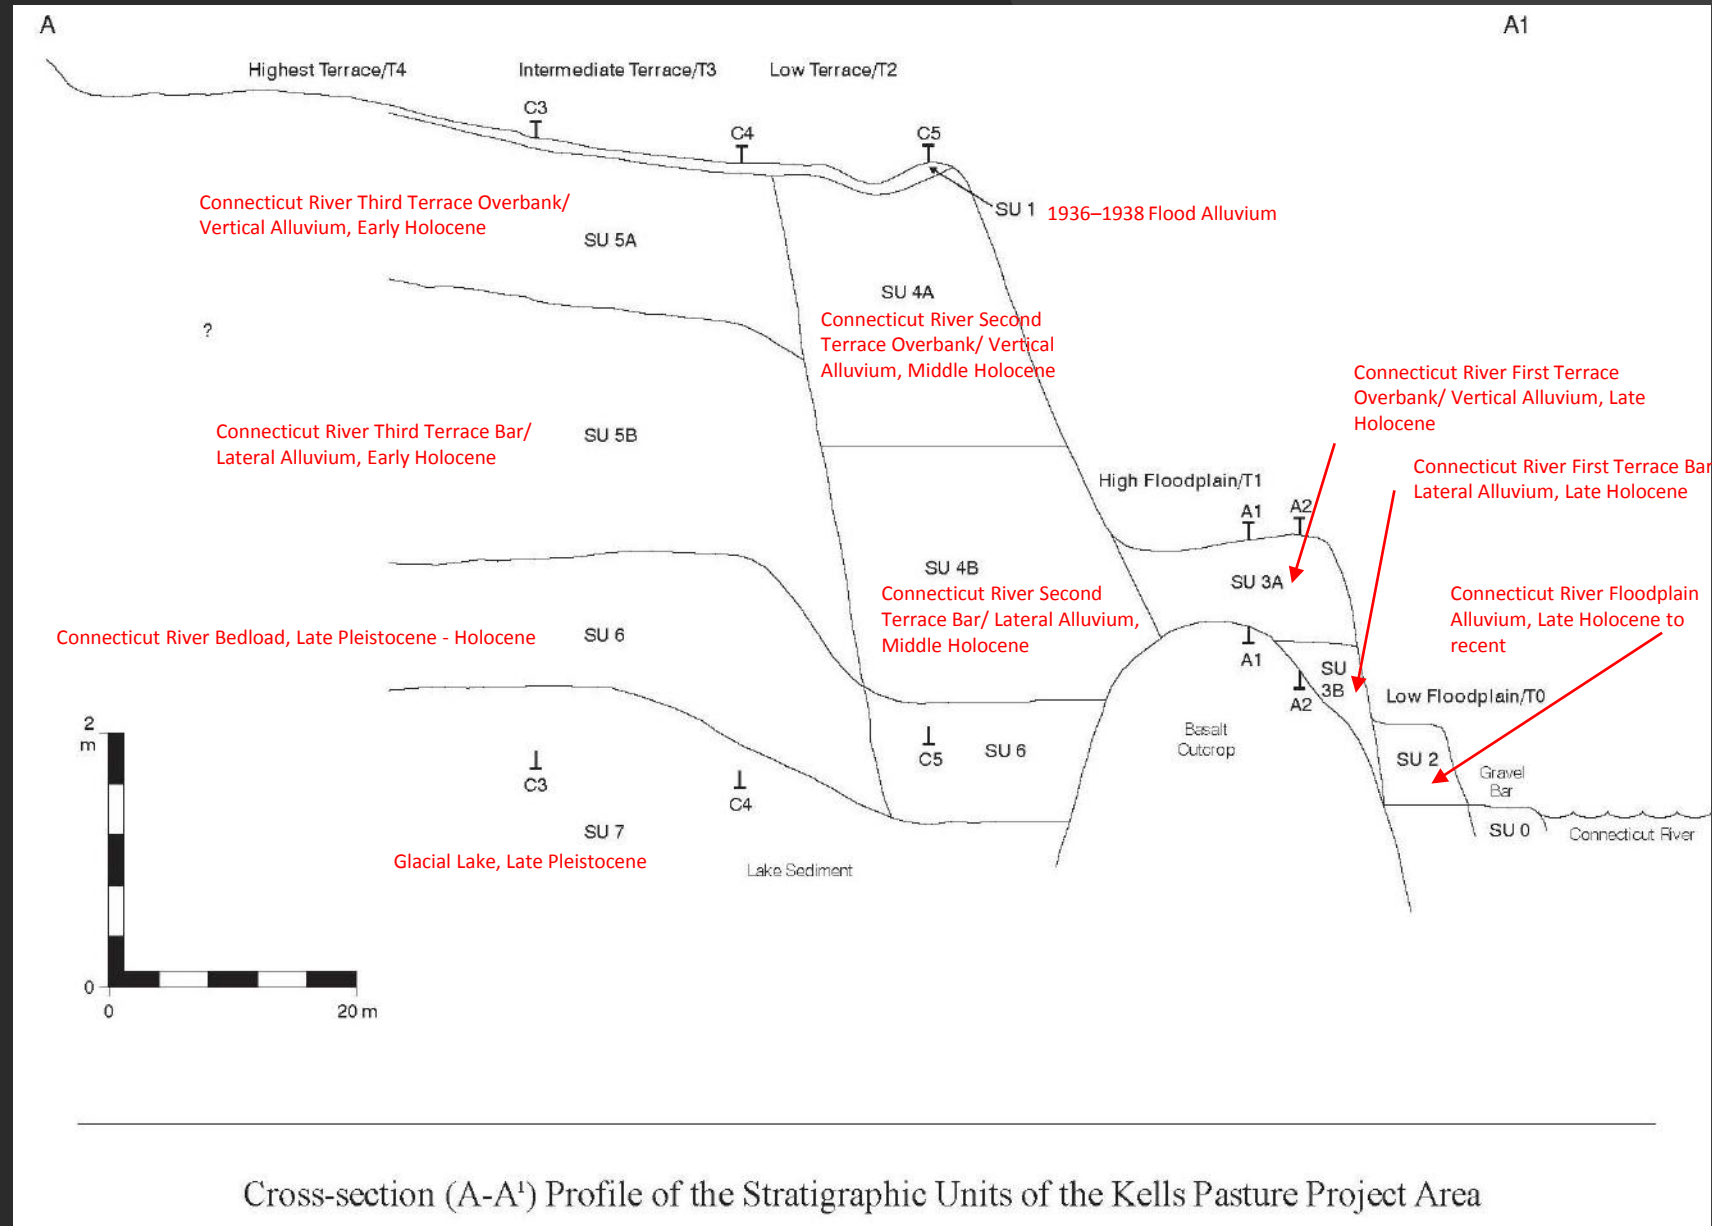 A
A1
Highest Terrace/T4
Intermediate Terrace/T3
Low Terrace/T2
C3
C4
C5
Connecticut River Third Terrace Overbank/
Vertical Alluvium, Early Holocene
SU 5A
SU 1
1936–1938 Flood Alluvium
SU 4A
Connecticut River Second
Terrace Overbank/ Vertical
Alluvium, Middle Holocene
?
Connecticut River First Terrace
Overbank/ Vertical Alluvium, Late
Holocene
Connecticut River Third Terrace Bar/
Lateral Alluvium, Early Holocene
SU 5B
Connecticut River First Terrace Bar
Lateral Alluvium, Late Holocene
High Floodplain/T1
A1
A2
SU 4B
Connecticut River Second
Terrace Bar/ Lateral Alluvium,
Middle Holocene
SU 3A
Connecticut River Floodplain
Alluvium, Late Holocene to
recent
Connecticut River Bedload, Late Pleistocene - Holocene
SU 6
A1
SU
3B
A2
Low Floodplain/T0
Basalt
Outcrop
2
m
C5
SU 6
SU 2
Gravel
Bar
C3
C4
SU 7
SU 0
Connecticut River
Glacial Lake, Late Pleistocene
Lake Sediment
0
0
20 m
Cross-section (A-A¹) Profile of the Stratigraphic Units of the Kells Pasture Project Area